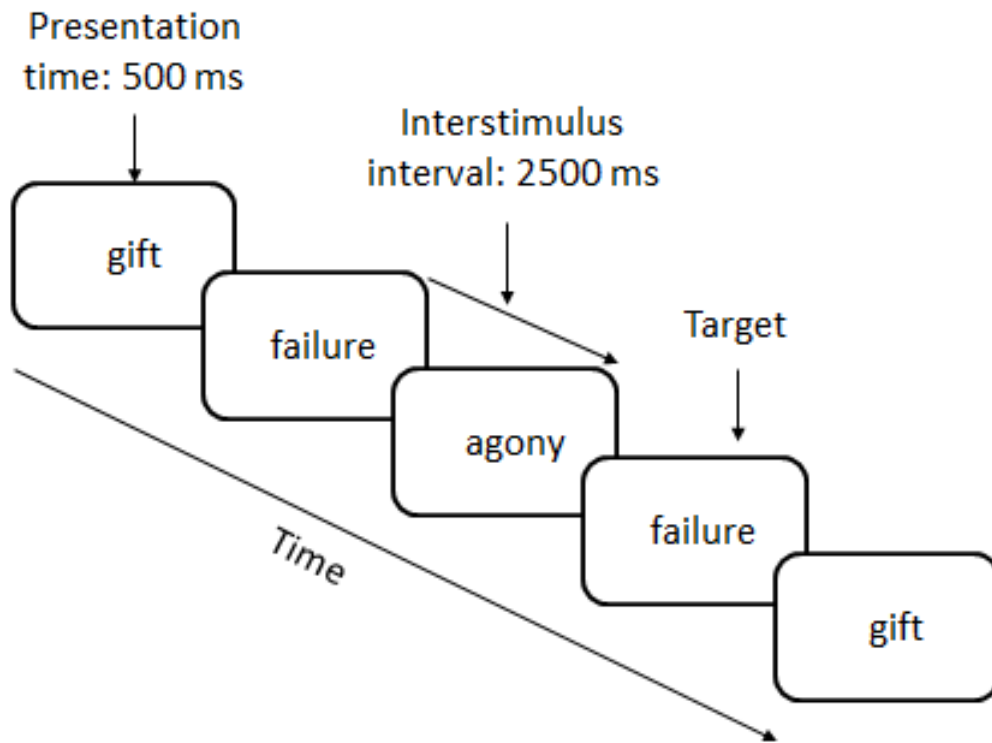 Presentation
time: 500 ms
Interstimulus
interval: 2500 ms
gift
failure
Target
agony
failure
Time
gift